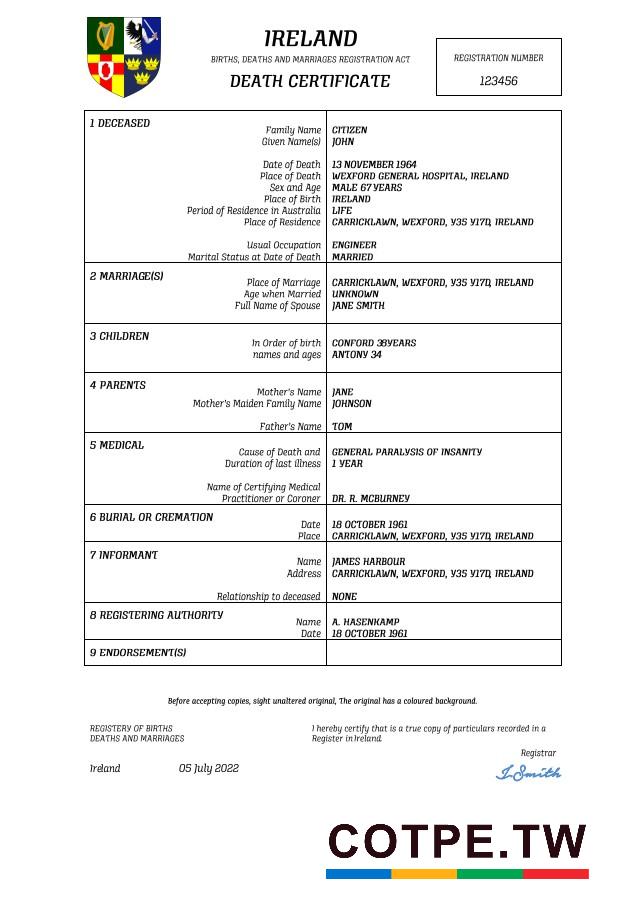 IRELAND
BIRTHS, DEATHS AND MARRIAGES REGISTRATION ACT
DEATH CERTIFICATE
REGISTRATION NUMBER
123456
1 DECEASED
Family Name CITIZEN
Given Name(s) JOHN
Date of Death 13 NOVEMBER 1964
Place of Death WEXFORD GENERAL HOSPITAL, IRELAND
Sex and Age MALE 67 YEARS
Place of Birth IRELAND
Period of Residence in Australia LIFE
Place of Residence CARRICKLAWN, WEXFORD, Y35 Y17D, IRELAND
Usual Occupation ENGINEER
Marital Status at Date of Death MARRIED
2 MARRIAGE(S)
Place of Marriage CARRICKLAWN, WEXFORD, Y35 Y17D, IRELAND
Age when Married UNKNOWN
Full Name of Spouse JANE SMITH
3 CHILDREN
In Order of birth CONFORD 38YEARS
names and ages ANTONY 34
4 PARENTS
Mother's Name JANE
Mother's Maiden Family Name JOHNSON
Father's Name TOM
5 MEDICAL
Cause of Death and GENERAL PARALYSIS OF INSANITY
Duration of last illness 1 YEAR
Name of Certifying Medical
Practitioner or Coroner DR. R. MCBURNEY
6 BURIAL OR CREMATION
Date 18 OCTOBER 1961
Place CARRICKLAWN, WEXFORD, Y35 Y17D, IRELAND
7 INFORMANT
Name JAMES HARBOUR
Address CARRICKLAWN, WEXFORD, Y35 Y17D, IRELAND
Relationship to deceased NONE
8 REGISTERING AUTHORITY
Name A. HASENKAMP
Date 18 OCTOBER 1961
9 ENDORSEMENT(S)
Before accepting copies, sight unaltered original, The original has a coloured background.
REGISTERY OF BIRTHS
DEATHS AND MARRIAGES
I hereby certify that is a true copy of particulars recorded in a
Register in Ireland.
Registrar
Ireland 05 July 2022
J.Smith
COTPE.TW